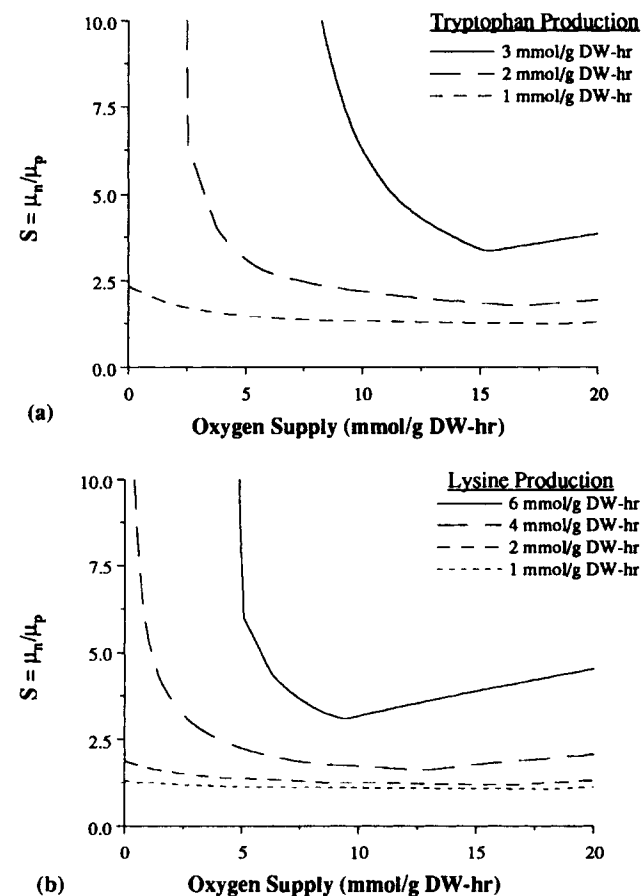 Tryptophan Production
3 mmol/g DW-hr
2 mmol/g DW-hr
1 mmol/g DW-hr
10.0
7.5
5.0
2.5
0.0
S = μn/μp
0 5 10 15 20
(a)
Oxygen Supply (mmol/g DW-hr)
Lysine Production
6 mmol/g DW-hr
4 mmol/g DW-hr
2 mmol/g DW-hr
1 mmol/g DW-hr
10.0
7.5
5.0
2.5
0.0
S = μn/μp
0 5 10 15 20
(b)
Oxygen Supply (mmol/g DW-hr)